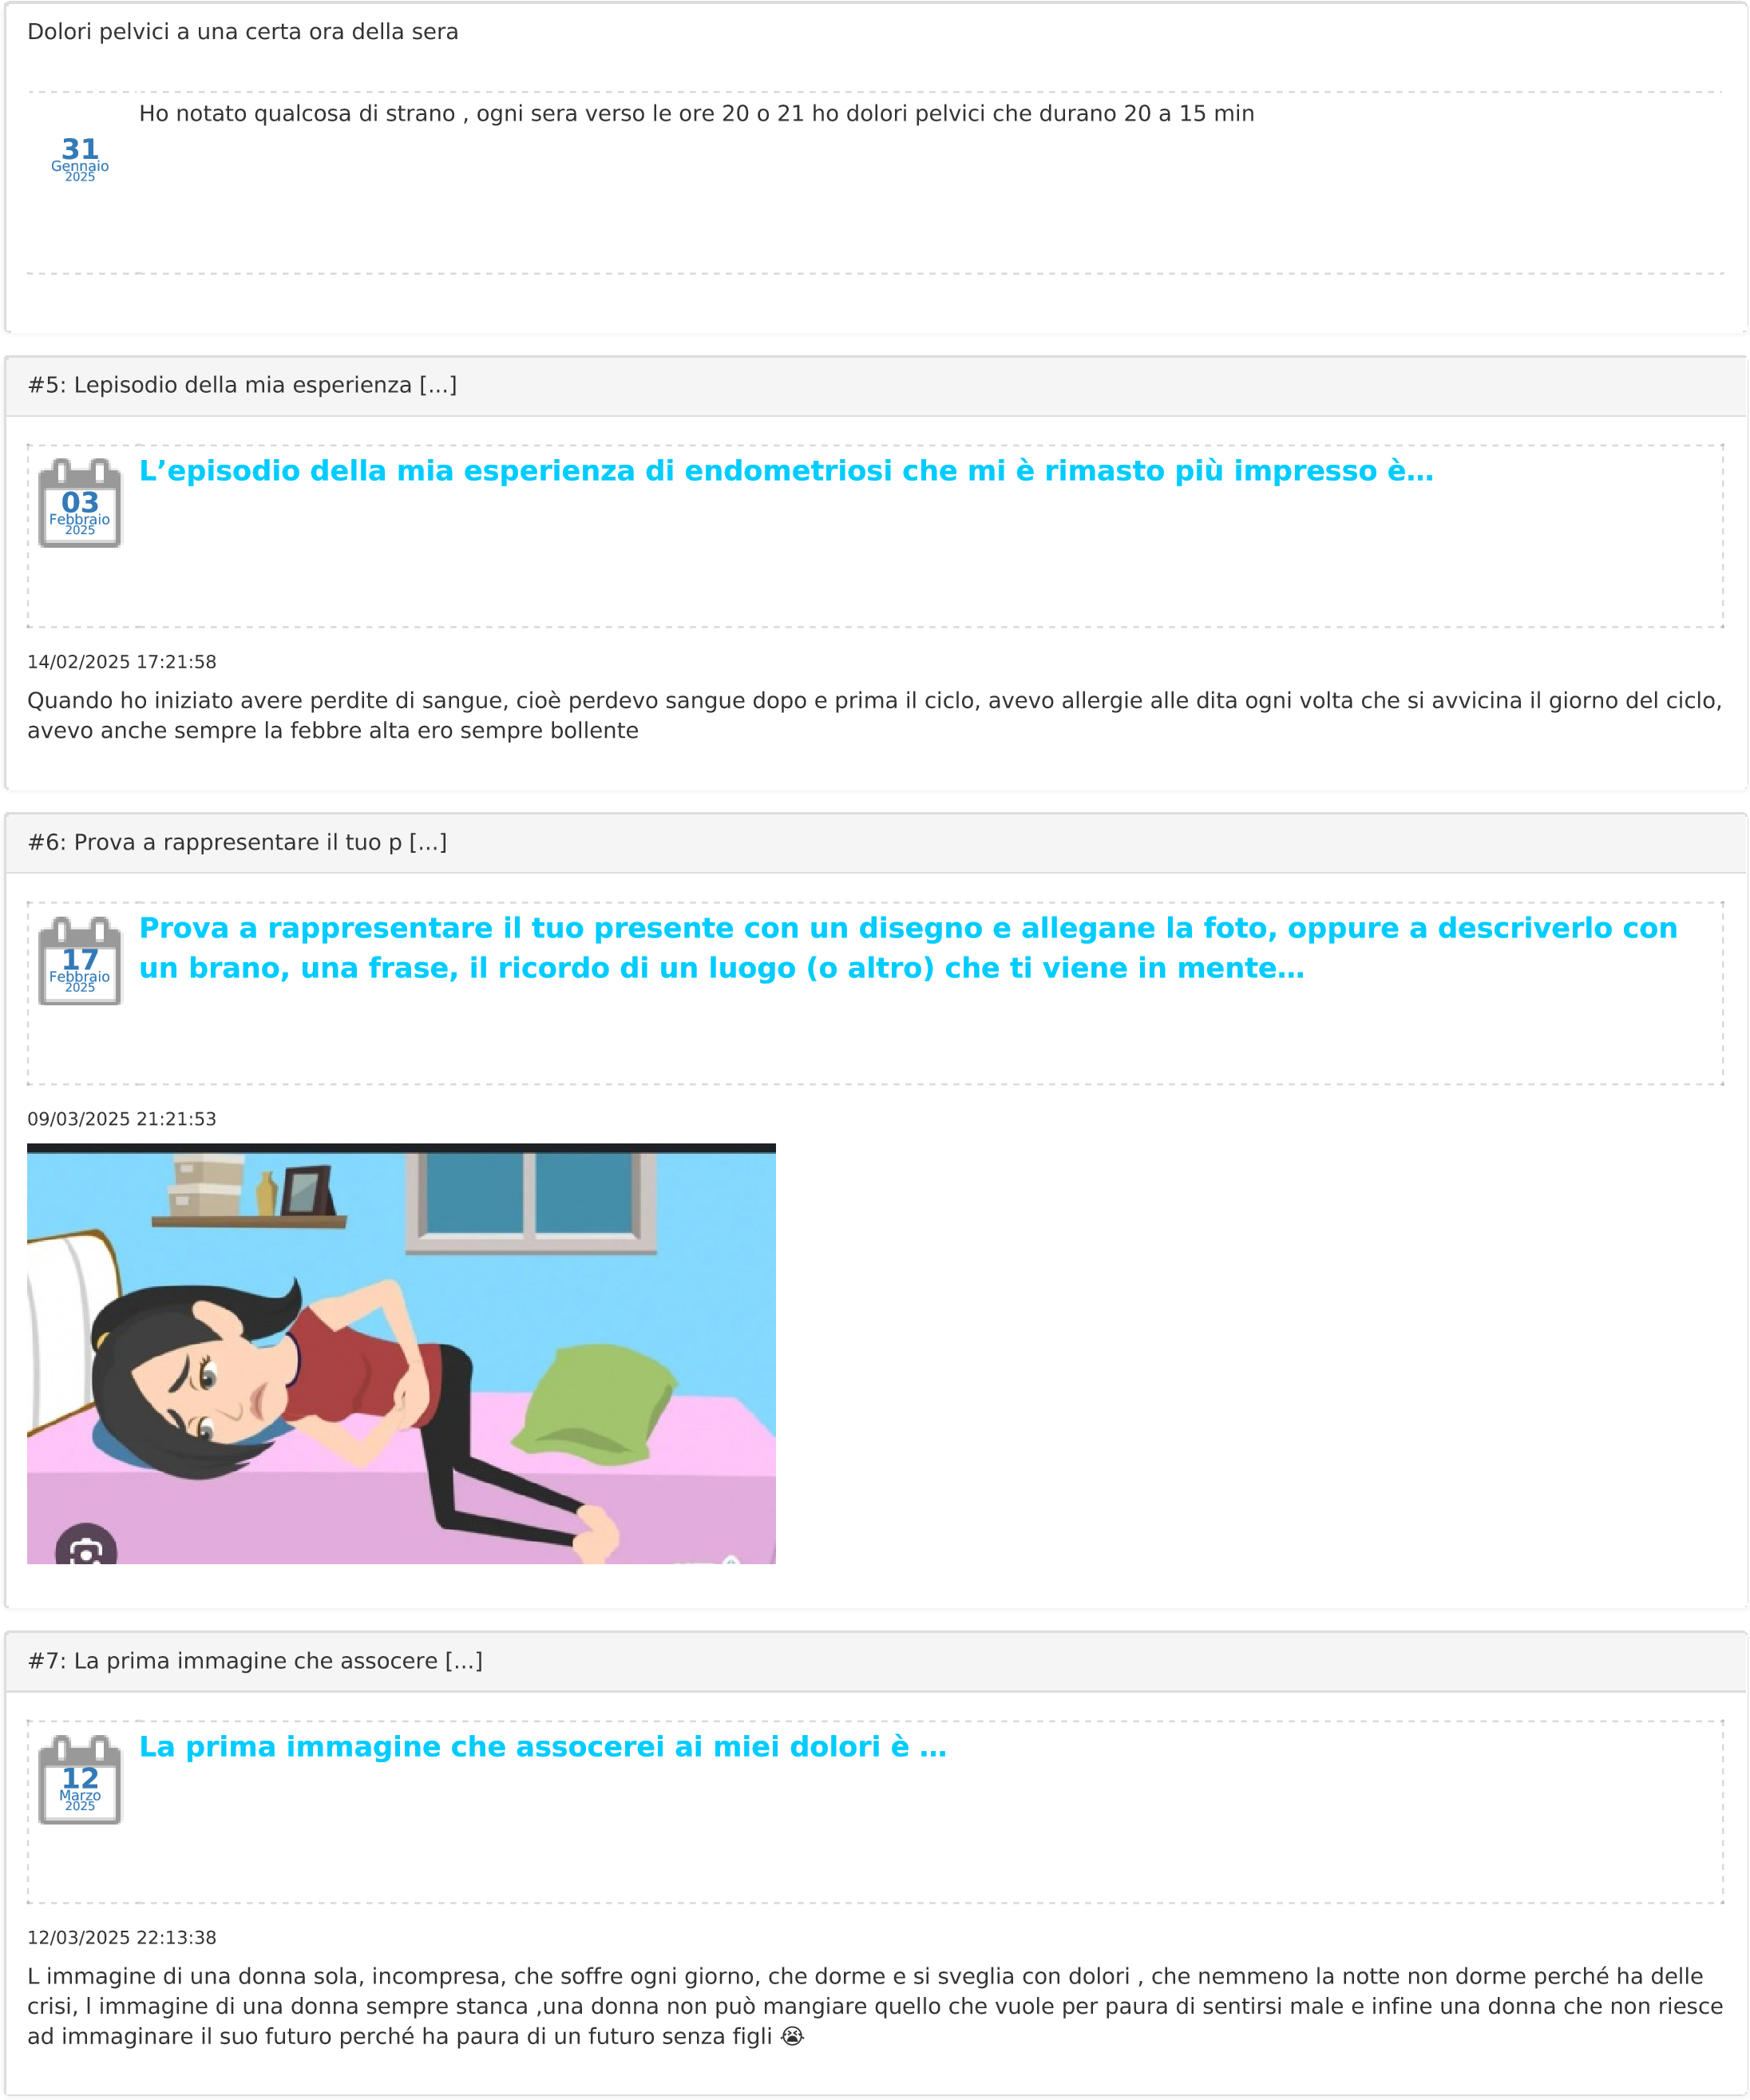 Dolori pelvici a una certa ora della sera
Ho notato qualcosa di strano , ogni sera verso le ore 20 o 21 ho dolori pelvici che durano 20 a 15 min
31
Gennaio
2025
#5: Lepisodio della mia esperienza [...]
L’episodio della mia esperienza di endometriosi che mi è rimasto più impresso è…
03
Febbraio
2025
14/02/2025 17:21:58
Quando ho iniziato avere perdite di sangue, cioè perdevo sangue dopo e prima il ciclo, avevo allergie alle dita ogni volta che si avvicina il giorno del ciclo,
avevo anche sempre la febbre alta ero sempre bollente
#6: Prova a rappresentare il tuo p [...]
Prova a rappresentare il tuo presente con un disegno e allegane la foto, oppure a descriverlo con
un brano, una frase, il ricordo di un luogo (o altro) che ti viene in mente…
17
Febbraio
2025
09/03/2025 21:21:53
#7: La prima immagine che assocere [...]
La prima immagine che assocerei ai miei dolori è …
12
Marzo
2025
12/03/2025 22:13:38
L immagine di una donna sola, incompresa, che soffre ogni giorno, che dorme e si sveglia con dolori , che nemmeno la notte non dorme perché ha delle
crisi, l immagine di una donna sempre stanca ,una donna non può mangiare quello che vuole per paura di sentirsi male e infine una donna che non riesce
ad immaginare il suo futuro perché ha paura di un futuro senza figli 😭